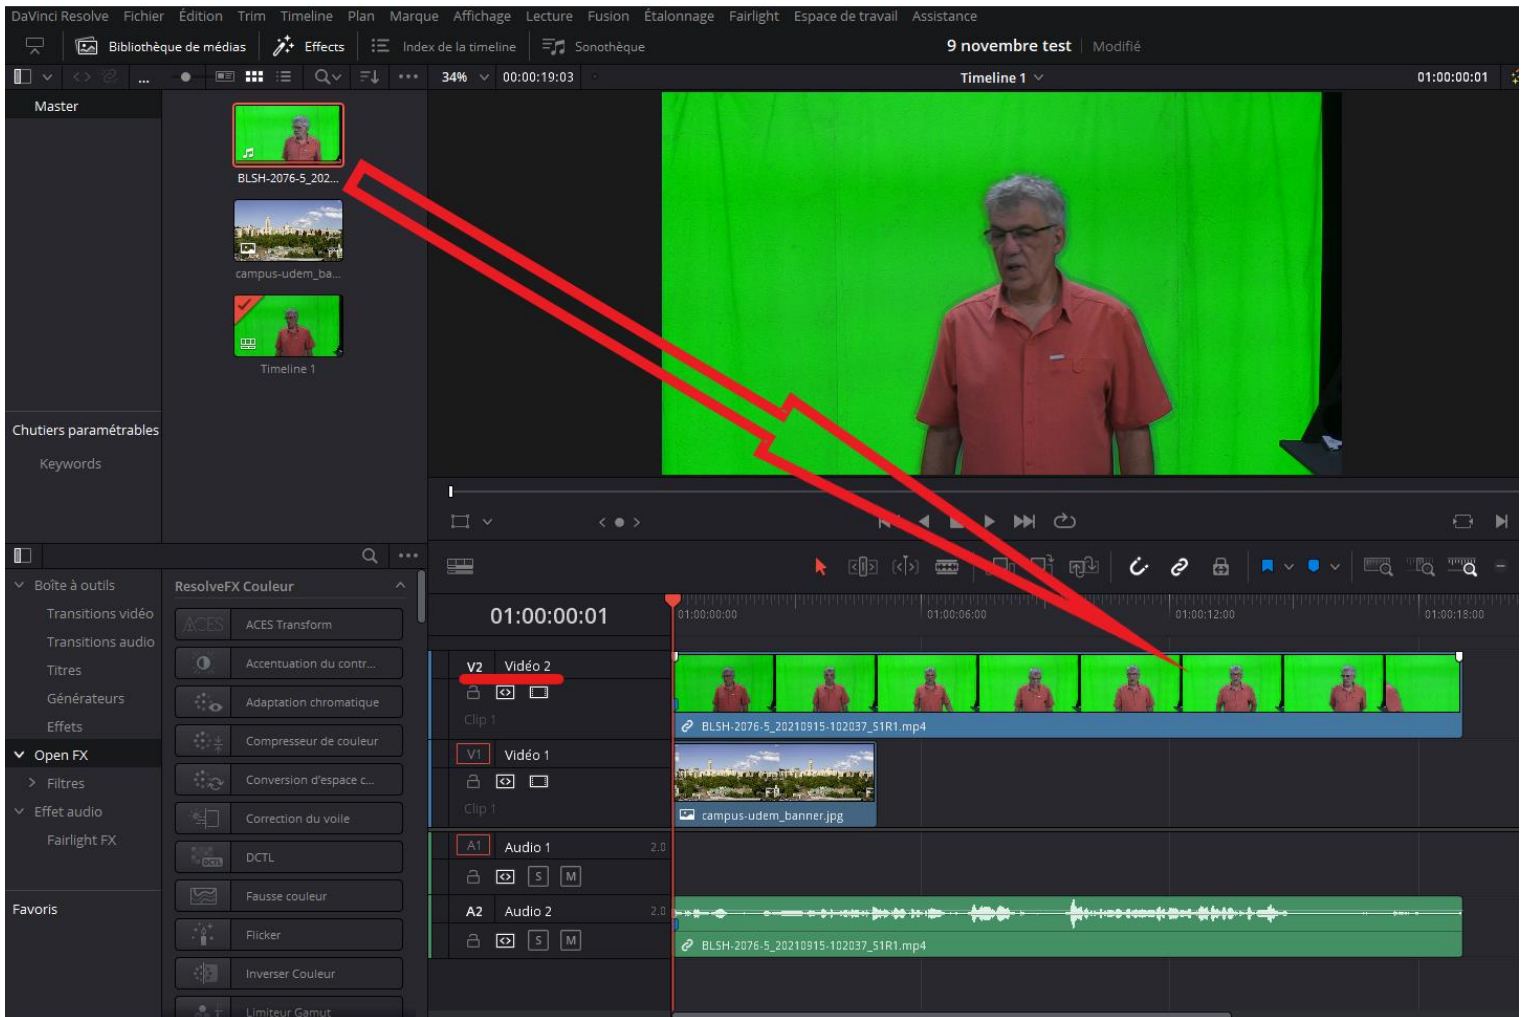 DaVinci Resolve Fichier Édition Trim Timeline Plan Marque Affichage Lecture Fusion Étalonnage Fairlight Espace de travail Assistance
Bibliothèque de médias Effects Index de la timeline Sonothèque 9 novembre test Modifié
... 34% 00:00:19:03 Timeline 1 01:00:00:01
Master
BLSH-2076-5_202...
campus-udem_ba...
Timeline 1
Chutiers paramétrables
Keywords
Boîte à outils
Transitions vidéo
Transitions audio
Titres
Générateurs
Effets
Open FX
Filtres
Effet audio
Fairlight FX
Favoris
ResolveFX Couleur
ACES ACES Transform
Accentuation du contr...
Adaptation chromatique
Compresseur de couleur
Conversion d'espace c...
Correction du voile
DCTL DCTL
Fausse couleur
Flicker
Inverser Couleur
Limiteur Gamut
01:00:00:01
01:00:00:00 01:00:06:00 01:00:12:00 01:00:18:00
V2 Vidéo 2
Clip 1
BLSH-2076-5_20210915-102037_S1R1.mp4
V1 Vidéo 1
Clip 1
campus-udem_banner.jpg
A1 Audio 1 2.0
S M
A2 Audio 2 2.0
S M
BLSH-2076-5_20210915-102037_S1R1.mp4